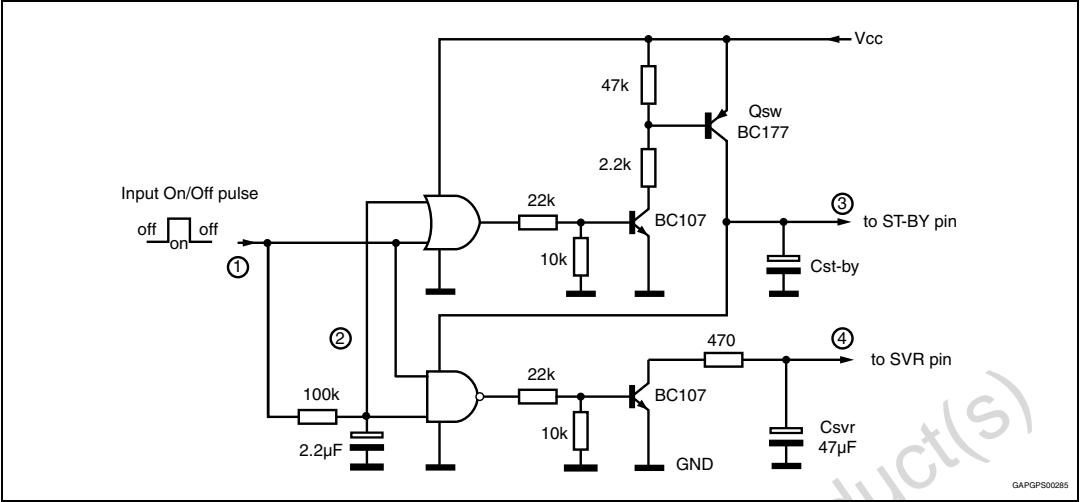 Vcc
47k
Qsw
BC177
2.2k
Input On/Off pulse
off on off
22k
BC107
10k
1
3
to ST-BY pin
Cst-by
2
4
470
to SVR pin
100k
22k
BC107
2.2µF
10k
Csvr
47µF
GND
duct(s)
GAPGPS00285